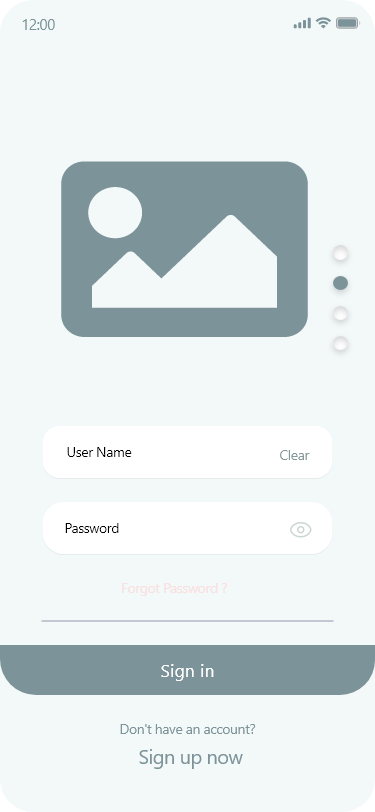 12:00
User Name
Clear
Password
Forgot Password ?
Sign in
Don't have an account?
Sign up now